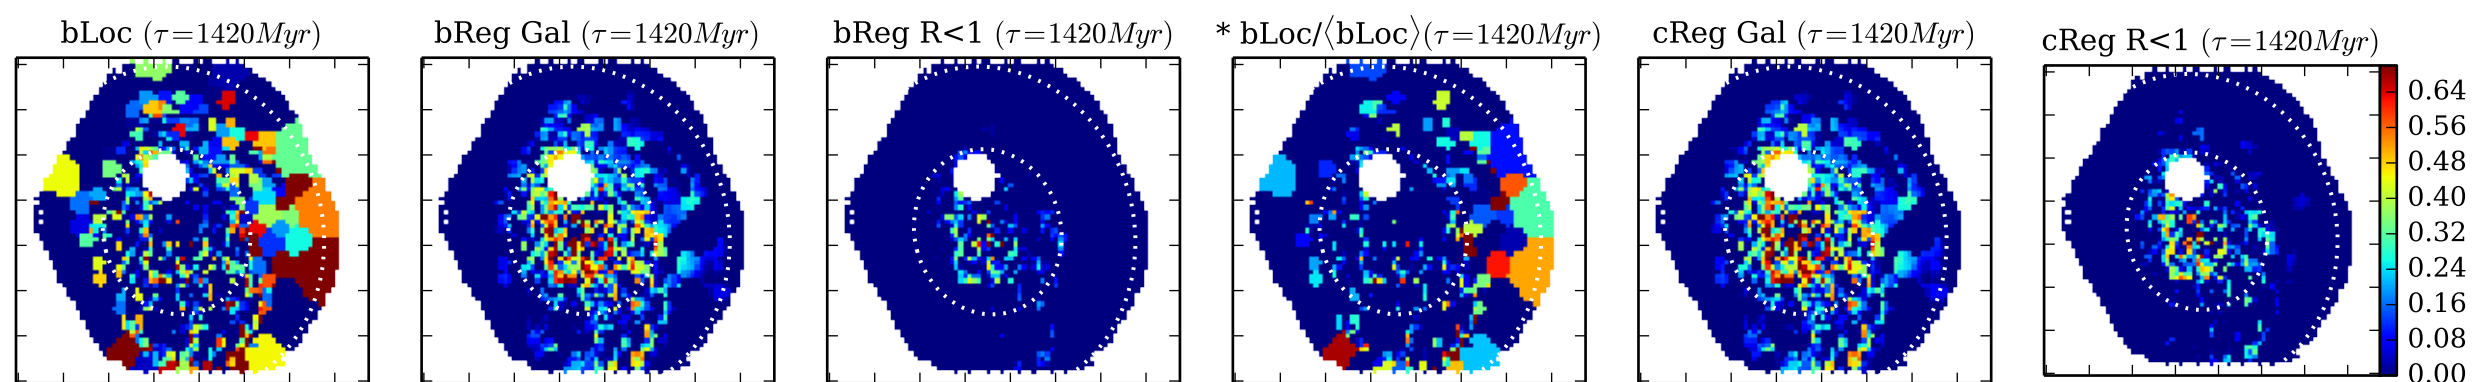 bLoc (τ=1420Myr)
bReg Gal (τ=1420Myr)
bReg R<1 (τ=1420Myr)
* bLoc/⟨bLoc⟩(τ=1420Myr)
cReg Gal (τ=1420Myr)
cReg R<1 (τ=1420Myr)
0.64
0.56
0.48
0.40
0.32
0.24
0.16
0.08
0.00